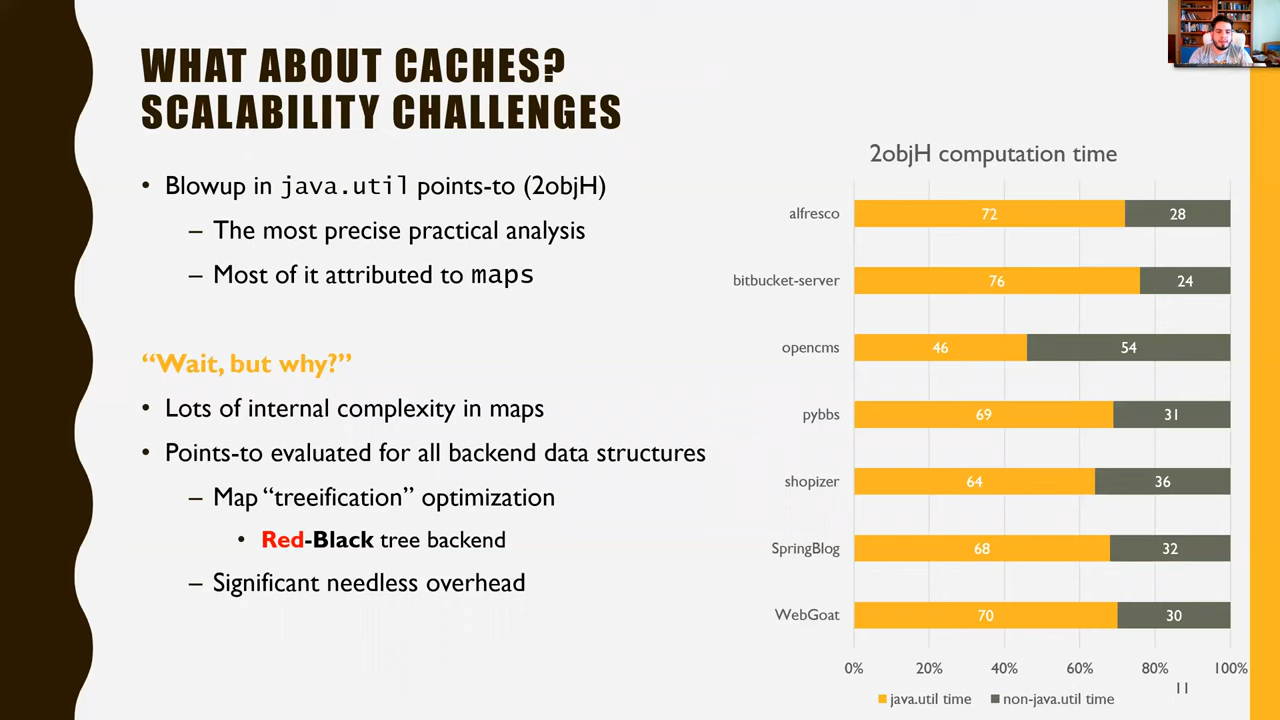 WHAT ABOUT CACHES?
SCALABILITY CHALLENGES
• Blowup in java.util points-to (2objH)
– The most precise practical analysis
– Most of it attributed to maps
“Wait, but why?”
• Lots of internal complexity in maps
• Points-to evaluated for all backend data structures
– Map “treeification” optimization
• Red-Black tree backend
– Significant needless overhead
2objH computation time
alfresco 72 28
bitbucket-server 76 24
opencms 46 54
pybbs 69 31
shopizer 64 36
SpringBlog 68 32
WebGoat 70 30
0% 20% 40% 60% 80% 100%
java.util time non-java.util time
11